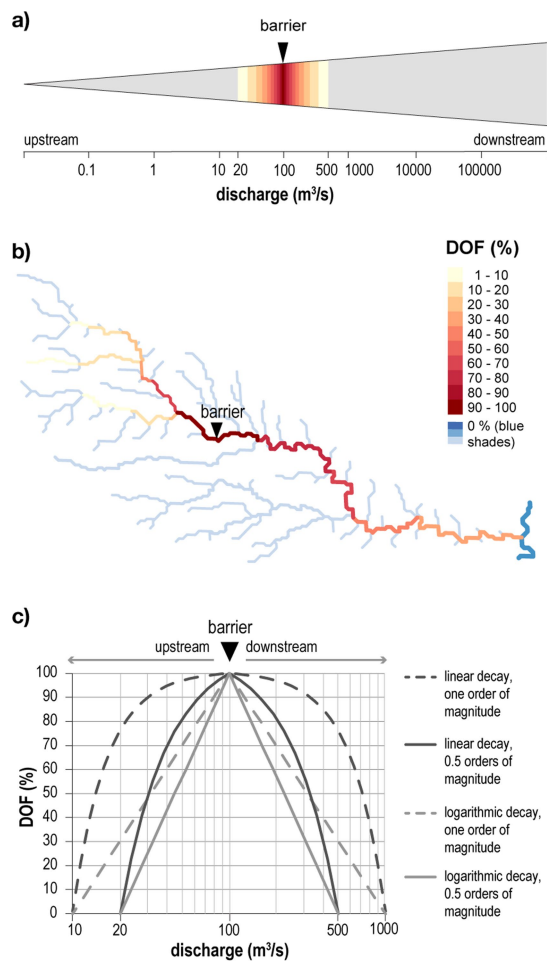 a)
barrier
upstream
downstream
0.1 1 10 20 100 500 1000 10000 100000
discharge (m³/s)
b)
DOF (%)
1 - 10
10 - 20
20 - 30
30 - 40
40 - 50
50 - 60
60 - 70
70 - 80
80 - 90
90 - 100
0 % (blue
shades)
barrier
c)
barrier
upstream
downstream
100
90
80
70
60
50
40
30
20
10
0
DOF (%)
10 20 100 500 1000
discharge (m³/s)
linear decay,
one order of
magnitude
linear decay,
0.5 orders of
magnitude
logarithmic decay,
one order of
magnitude
logarithmic decay,
0.5 orders of
magnitude